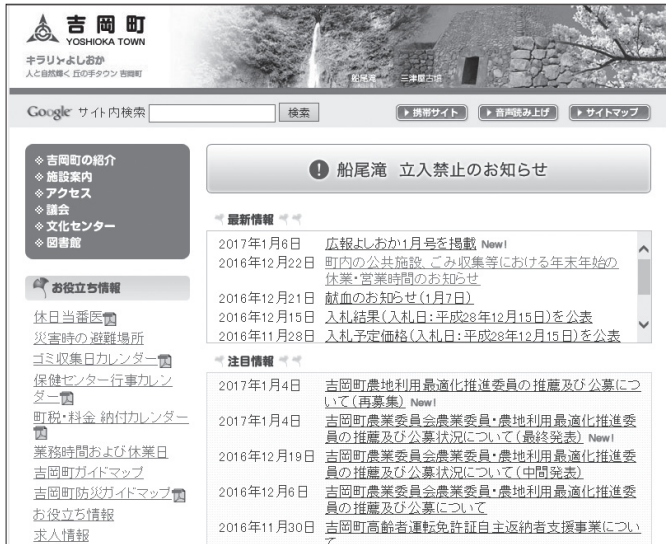 吉岡町
YOSHIOKA TOWN
キラリよしおか
人と自然輝く 丘の手タウン 吉岡町
船尾滝
三津屋古墳
Google サイト内検索
検索
携帯サイト
音声読み上げ
サイトマップ
吉岡町の紹介
施設案内
アクセス
議会
文化センター
図書館
船尾滝 立入禁止のお知らせ
最新情報
2017年1月6日 広報よしおか1月号を掲載 New!
2016年12月22日 町内の公共施設、ごみ収集等における年末年始の
休業・営業時間のお知らせ
2016年12月21日 献血のお知らせ(1月7日)
2016年12月15日 入札結果(入札日:平成28年12月15日)を公表
2016年11月28日 入札予定価格(入札日:平成28年12月15日)を公表
お役立ち情報
休日当番医
災害時の避難場所
ゴミ収集日カレンダー
保健センター行事カレン
ダー
町税・料金 納付カレンダー
業務時間および休業日
吉岡町ガイドマップ
吉岡町防災ガイドマップ
お役立ち情報
求人情報
注目情報
2017年1月4日 吉岡町農地利用最適化推進委員の推薦及び公募につ
いて(再募集) New!
2017年1月4日 吉岡町農業委員会農業委員・農地利用最適化推進委
員の推薦及び公募状況について(最終発表) New!
2016年12月19日 吉岡町農業委員会農業委員・農地利用最適化推進委
員の推薦及び公募状況について(中間発表)
2016年12月6日 吉岡町農業委員会農業委員・農地利用最適化推進委
員の推薦及び公募について
2016年11月30日 吉岡町高齢者運転免許証自主返納者支援事業につい
て